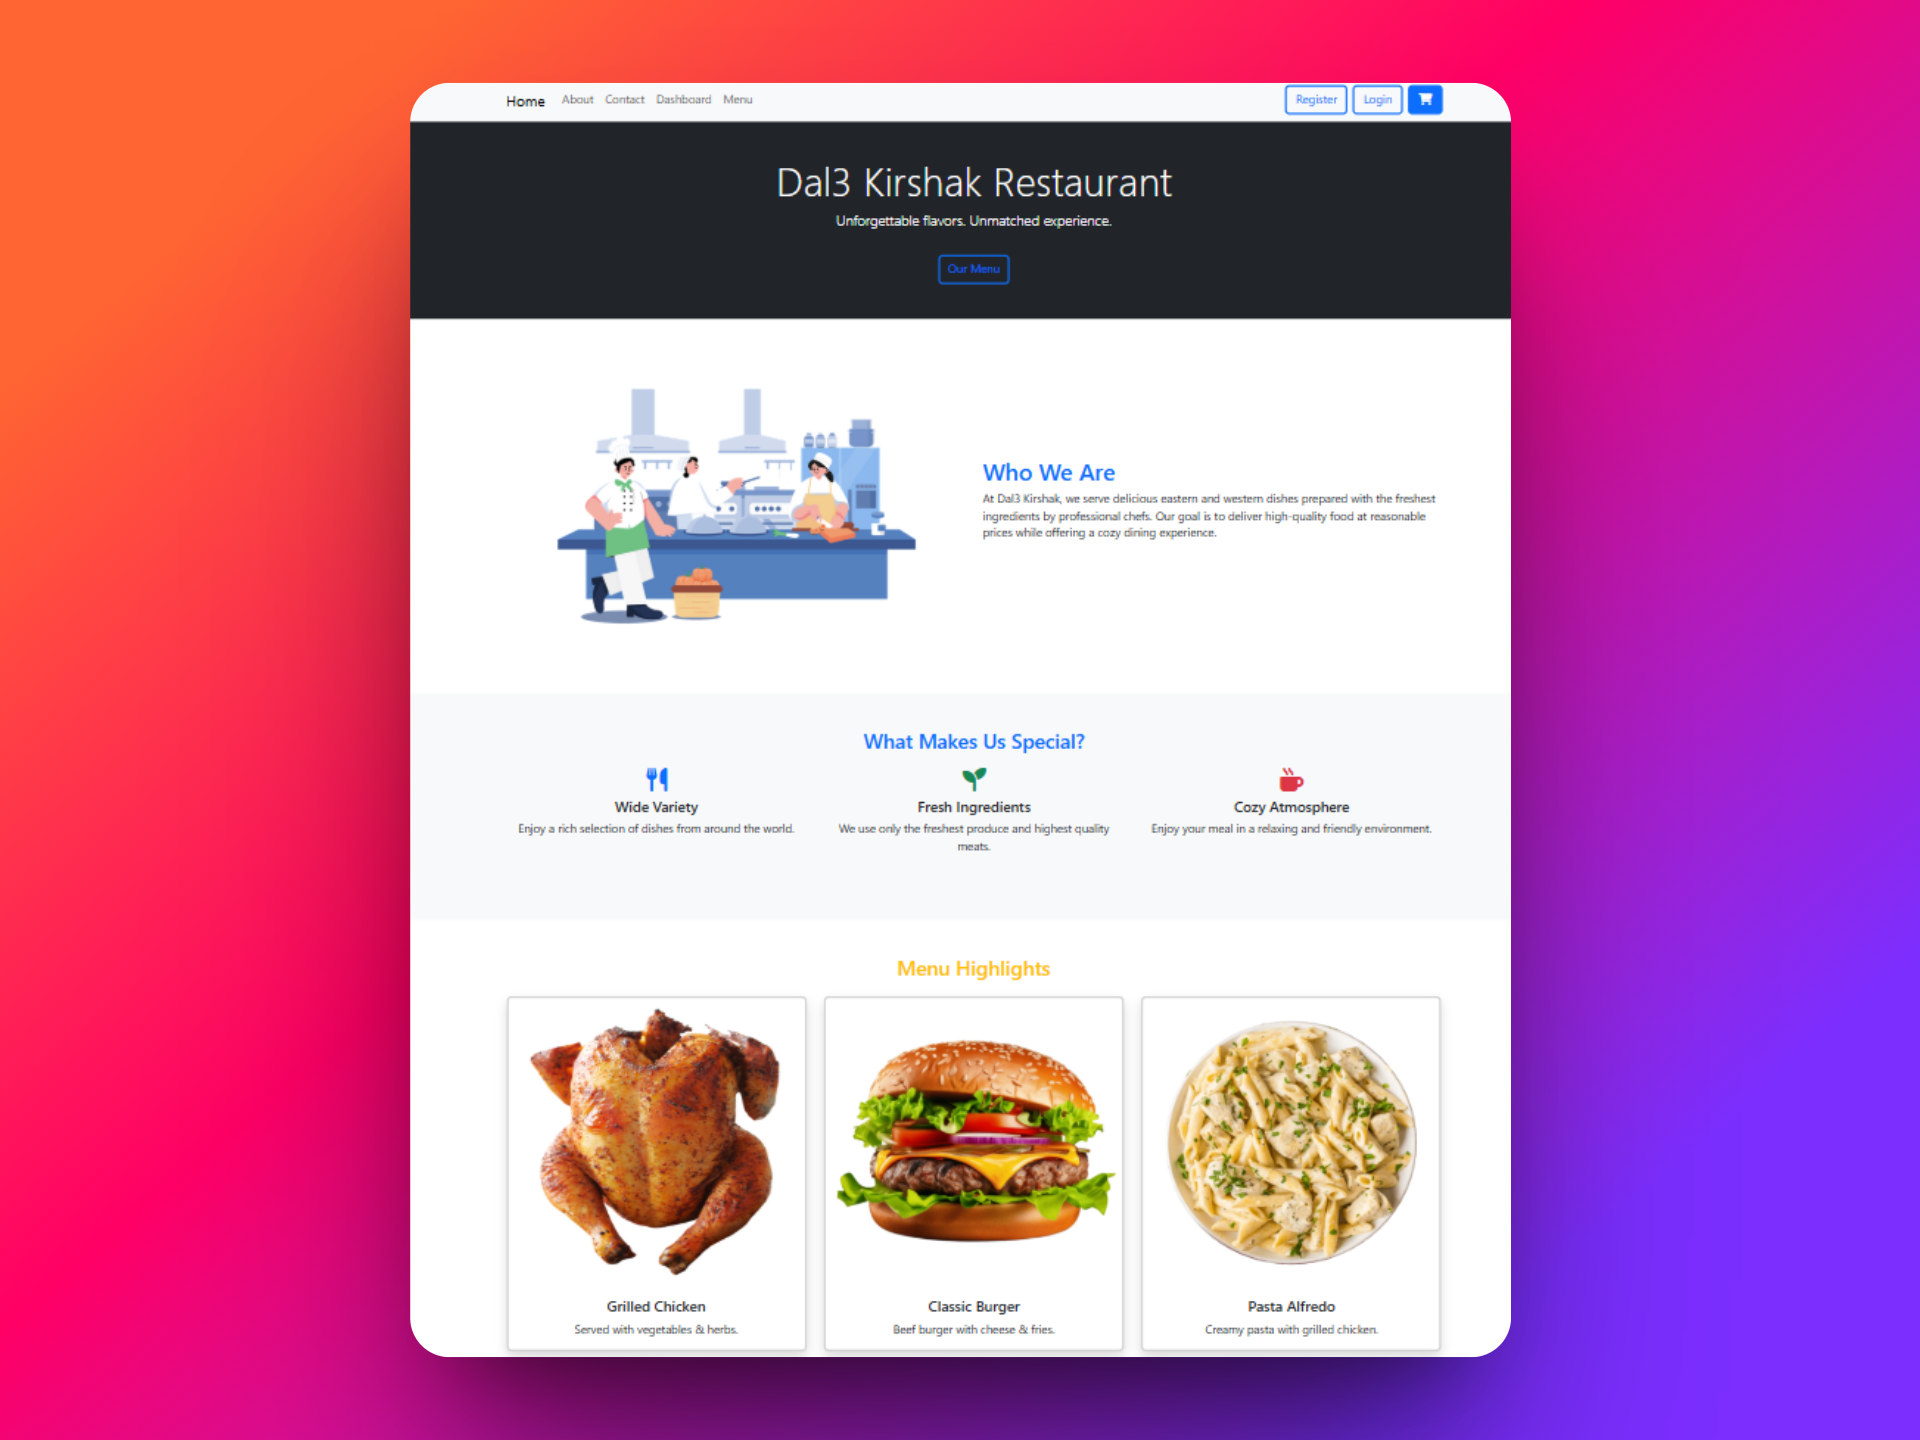 Home About Contact Dashboard Menu Register Login
Dal3 Kirshak Restaurant
Unforgettable flavors. Unmatched experience.
Our Menu
Who We Are
At Dal3 Kirshak, we serve delicious eastern and western dishes prepared with the freshest
ingredients by professional chefs. Our goal is to deliver high-quality food at reasonable
prices while offering a cozy dining experience.
What Makes Us Special?
Wide Variety
Enjoy a rich selection of dishes from around the world.
Fresh Ingredients
We use only the freshest produce and highest quality
meats.
Cozy Atmosphere
Enjoy your meal in a relaxing and friendly environment.
Menu Highlights
Grilled Chicken
Served with vegetables & herbs.
Classic Burger
Beef burger with cheese & fries.
Pasta Alfredo
Creamy pasta with grilled chicken.